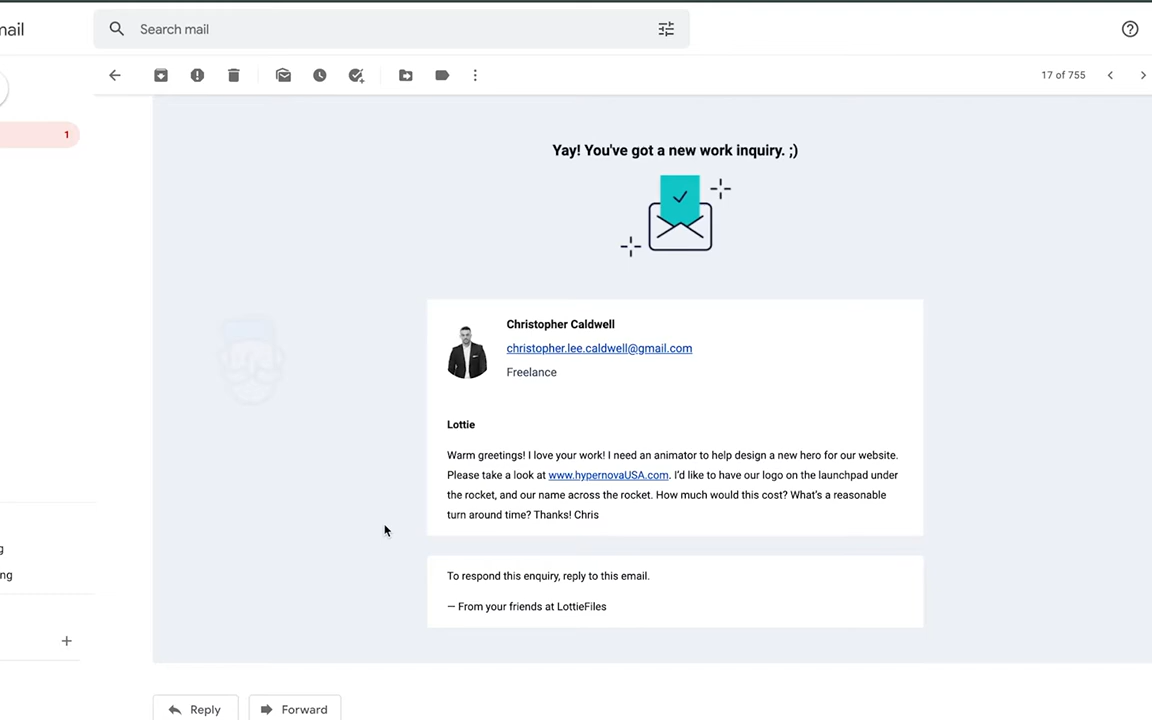 mail
Search mail
17 of 755
1
Yay! You've got a new work inquiry. ;)
Christopher Caldwell
christopher.lee.caldwell@gmail.com
Freelance
Lottie
Warm greetings! I love your work! I need an animator to help design a new hero for our website.
Please take a look at www.hypernovaUSA.com. I'd like to have our logo on the launchpad under
the rocket, and our name across the rocket. How much would this cost? What's a reasonable
turn around time? Thanks! Chris
g
ng
To respond this enquiry, reply to this email.
— From your friends at LottieFiles
Reply
Forward